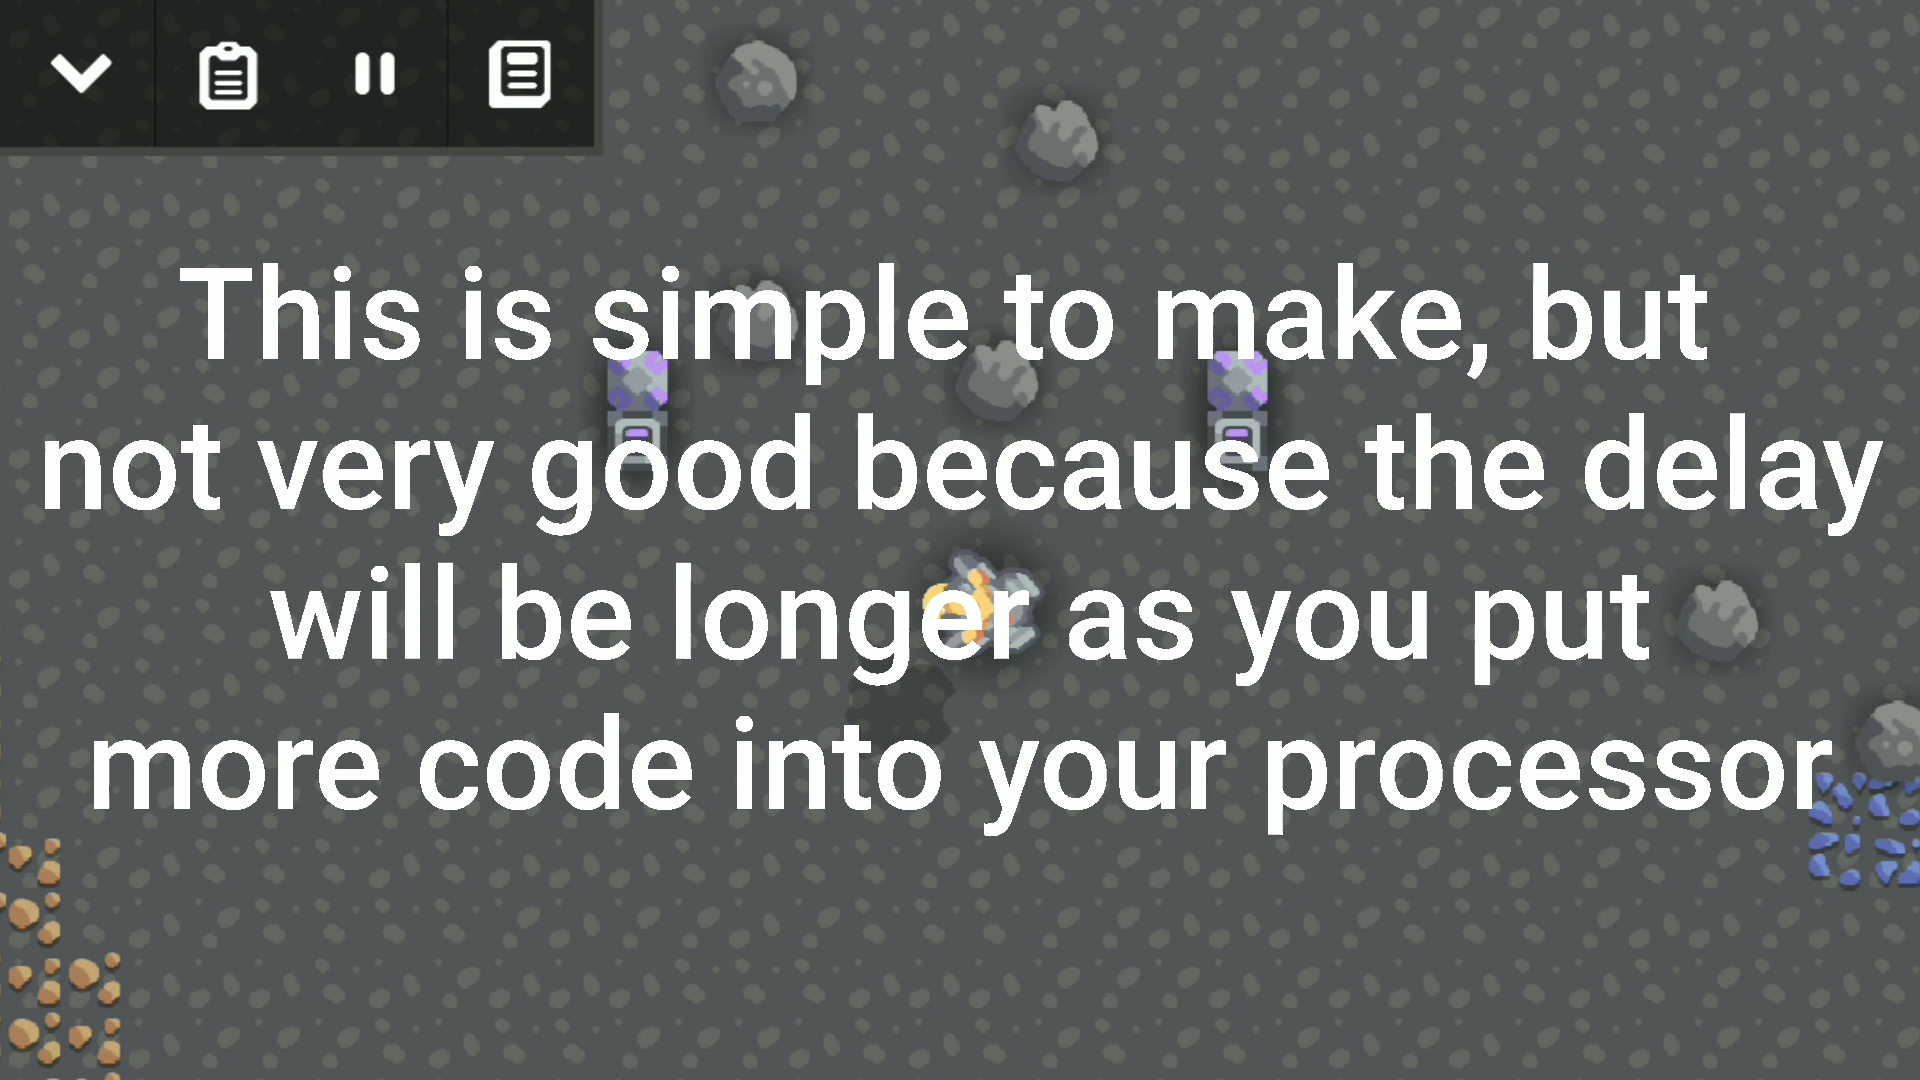 This is simple to make, but
not very good because the delay
will be longer as you put
more code into your processor